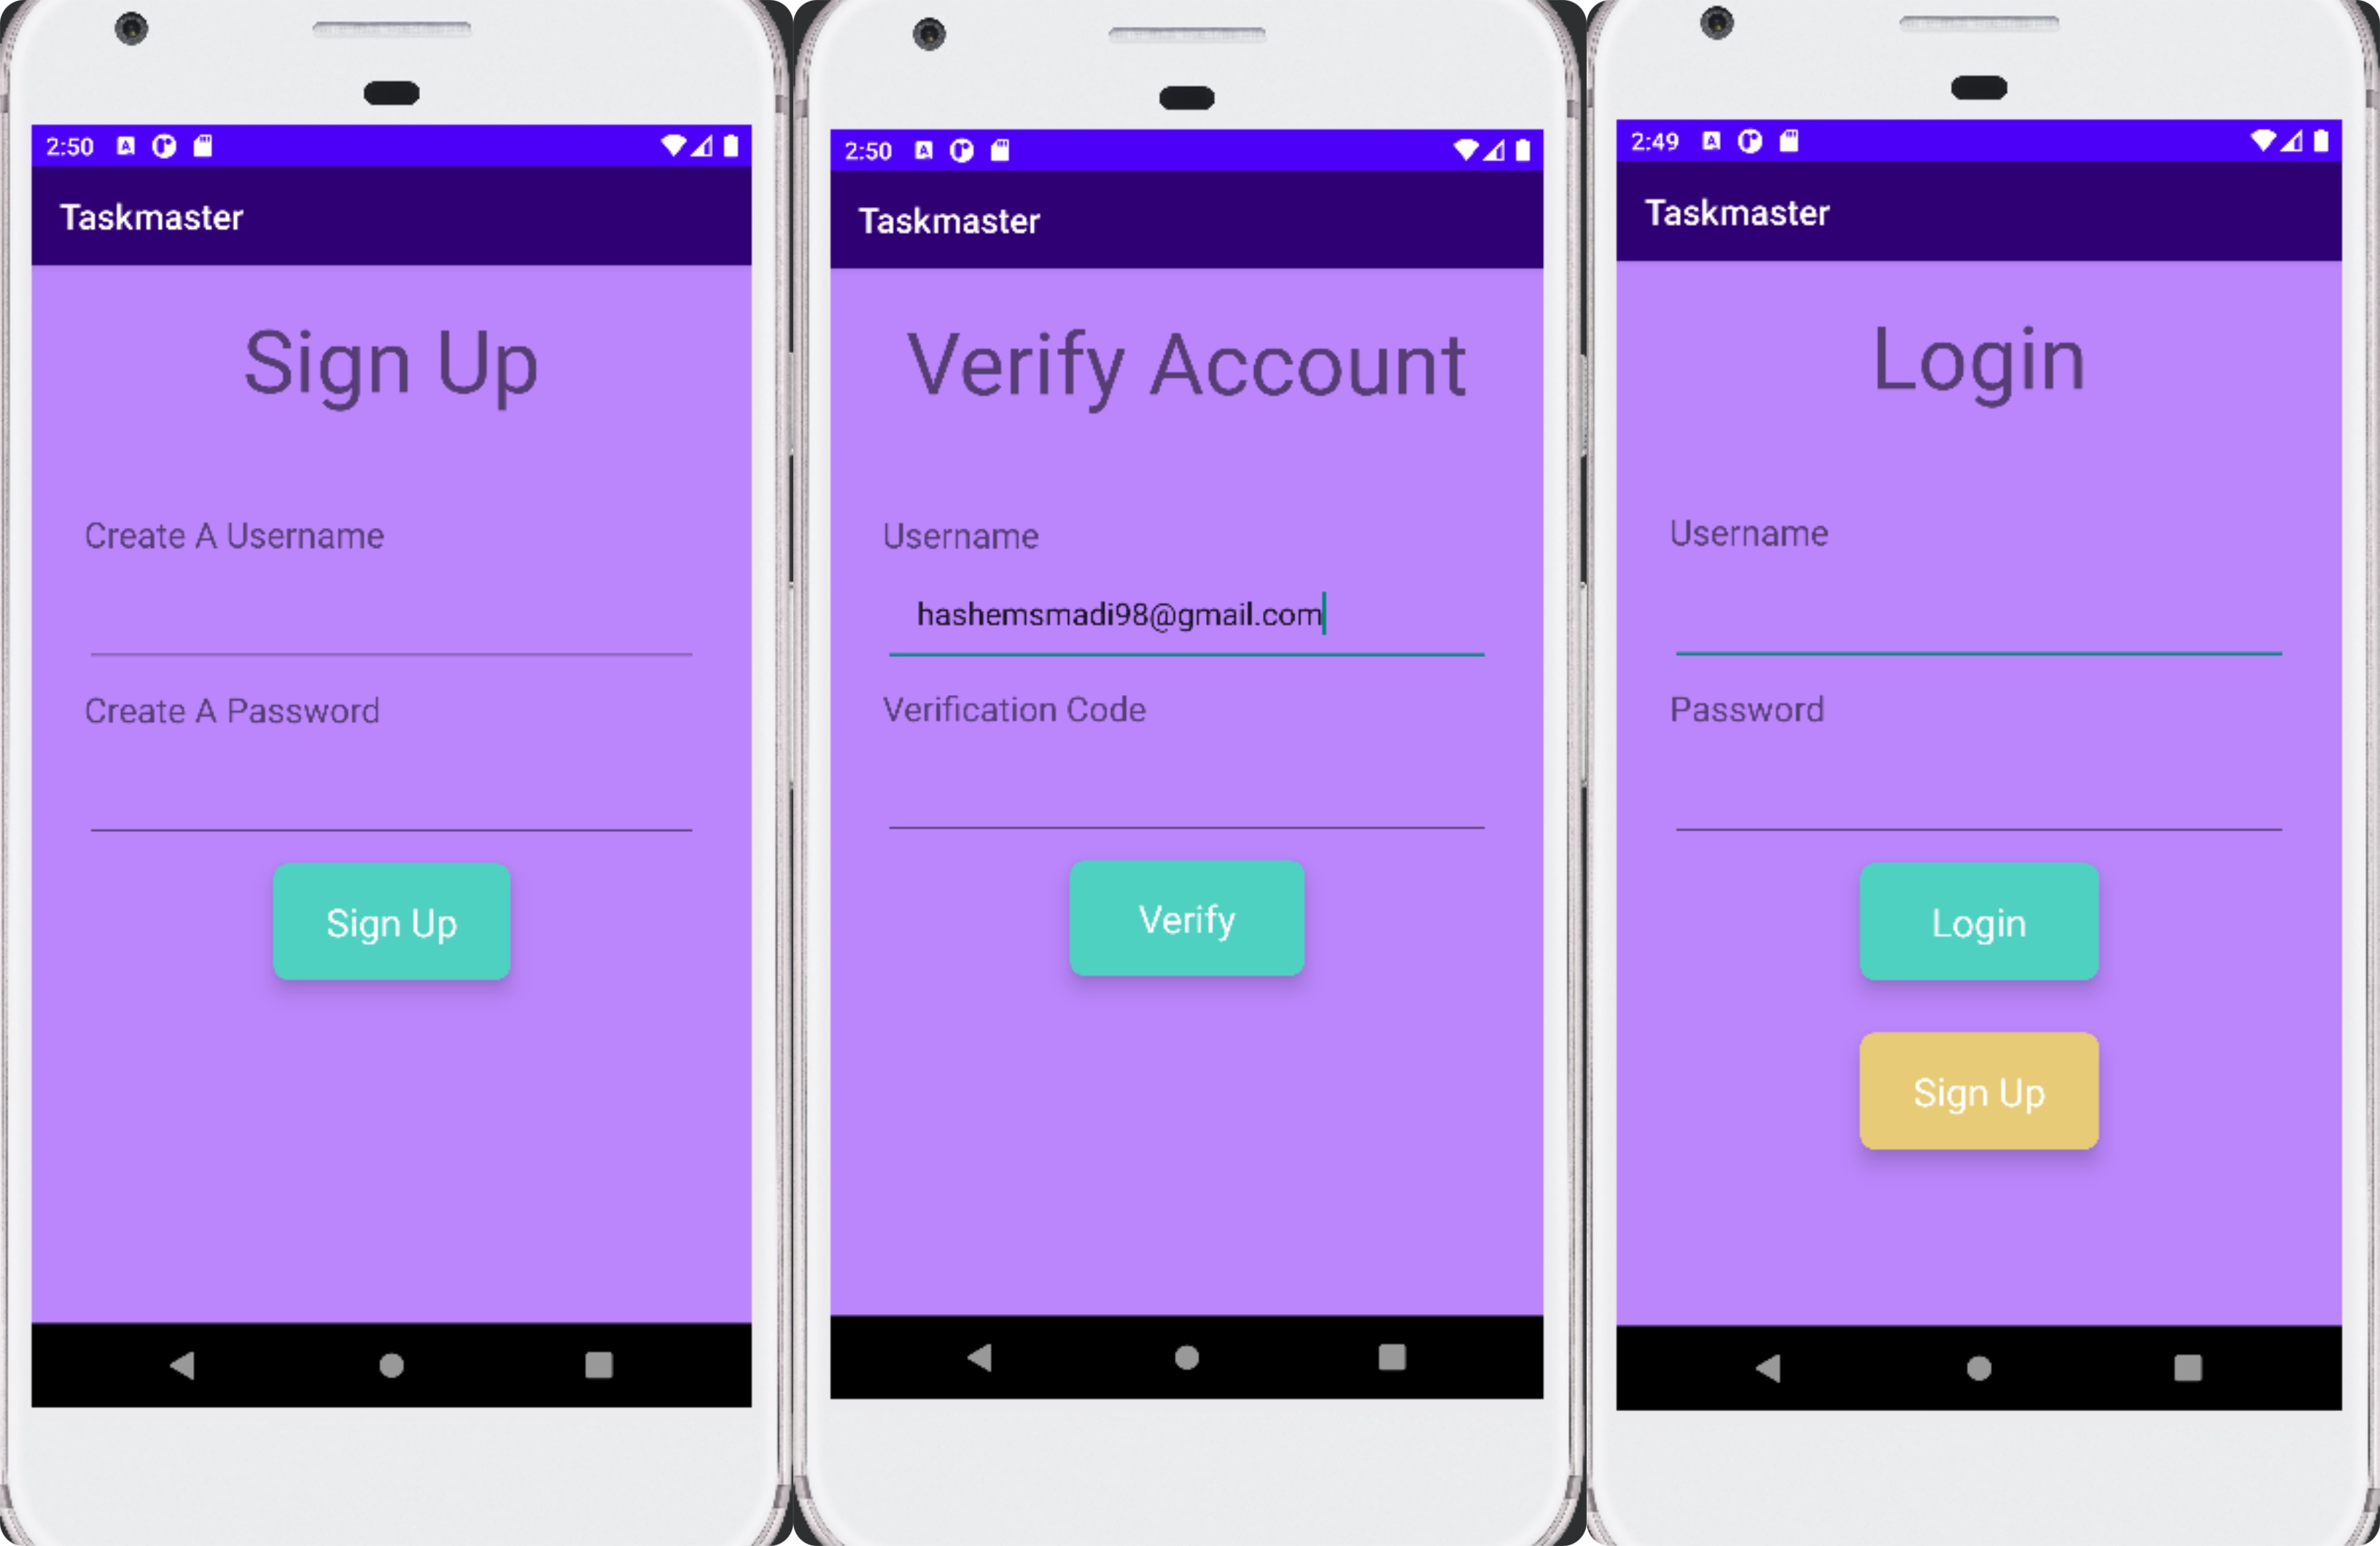 2:50
Taskmaster
Sign Up
Create A Username
Create A Password
Sign Up
2:50
Taskmaster
Verify Account
Username
hashemsmadi98@gmail.com
Verification Code
Verify
2:49
Taskmaster
Login
Username
Password
Login
Sign Up